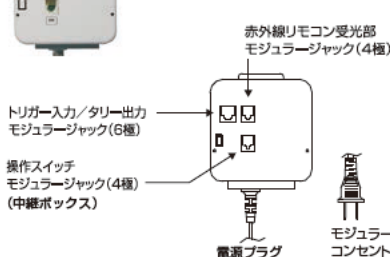 赤外線リモコン受光部
モジュラージャック(4極)
トリガー入力/タリー出力
モジュラージャック(6極)
操作スイッチ
モジュラージャック(4極)
(中継ボックス)
電源プラグ
モジュラー
コンセント